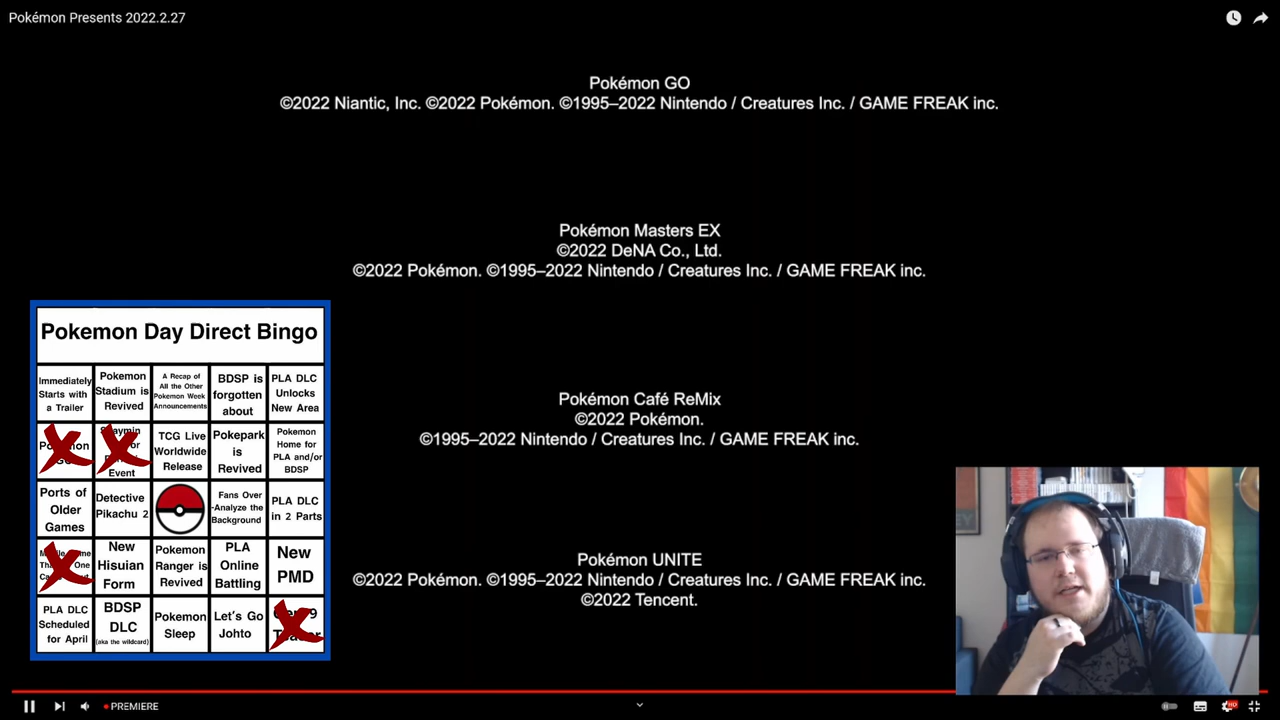 Pokémon Presents 2022.2.27
Pokémon GO
©2022 Niantic, Inc. ©2022 Pokémon. ©1995–2022 Nintendo / Creatures Inc. / GAME FREAK inc.
Pokémon Masters EX
©2022 DeNA Co., Ltd.
©2022 Pokémon. ©1995–2022 Nintendo / Creatures Inc. / GAME FREAK inc.
Pokémon Café ReMix
©2022 Pokémon.
©1995–2022 Nintendo / Creatures Inc. / GAME FREAK inc.
Pokémon UNITE
©2022 Pokémon. ©1995–2022 Nintendo / Creatures Inc. / GAME FREAK inc.
©2022 Tencent.
Pokemon Day Direct Bingo
Immediately
Starts with
a Trailer
Pokemon
Stadium is
Revived
A Recap of
All the Other
Pokemon Week
Announcements
BDSP is
forgotten
about
PLA DLC
Unlocks
New Area
Event
TCG Live
Worldwide
Release
Pokepark
is
Revived
Pokemon
Home for
PLA and/or
BDSP
Ports of
Older
Games
Detective
Pikachu 2
Fans Over
-Analyze the
Background
PLA DLC
in 2 Parts
New
Hisuian
Form
Pokemon
Ranger is
Revived
PLA
Online
Battling
New
PMD
PLA DLC
Scheduled
for April
BDSP
DLC
(aka the wildcard)
Pokemon
Sleep
Let's Go
Johto
PREMIERE
HD